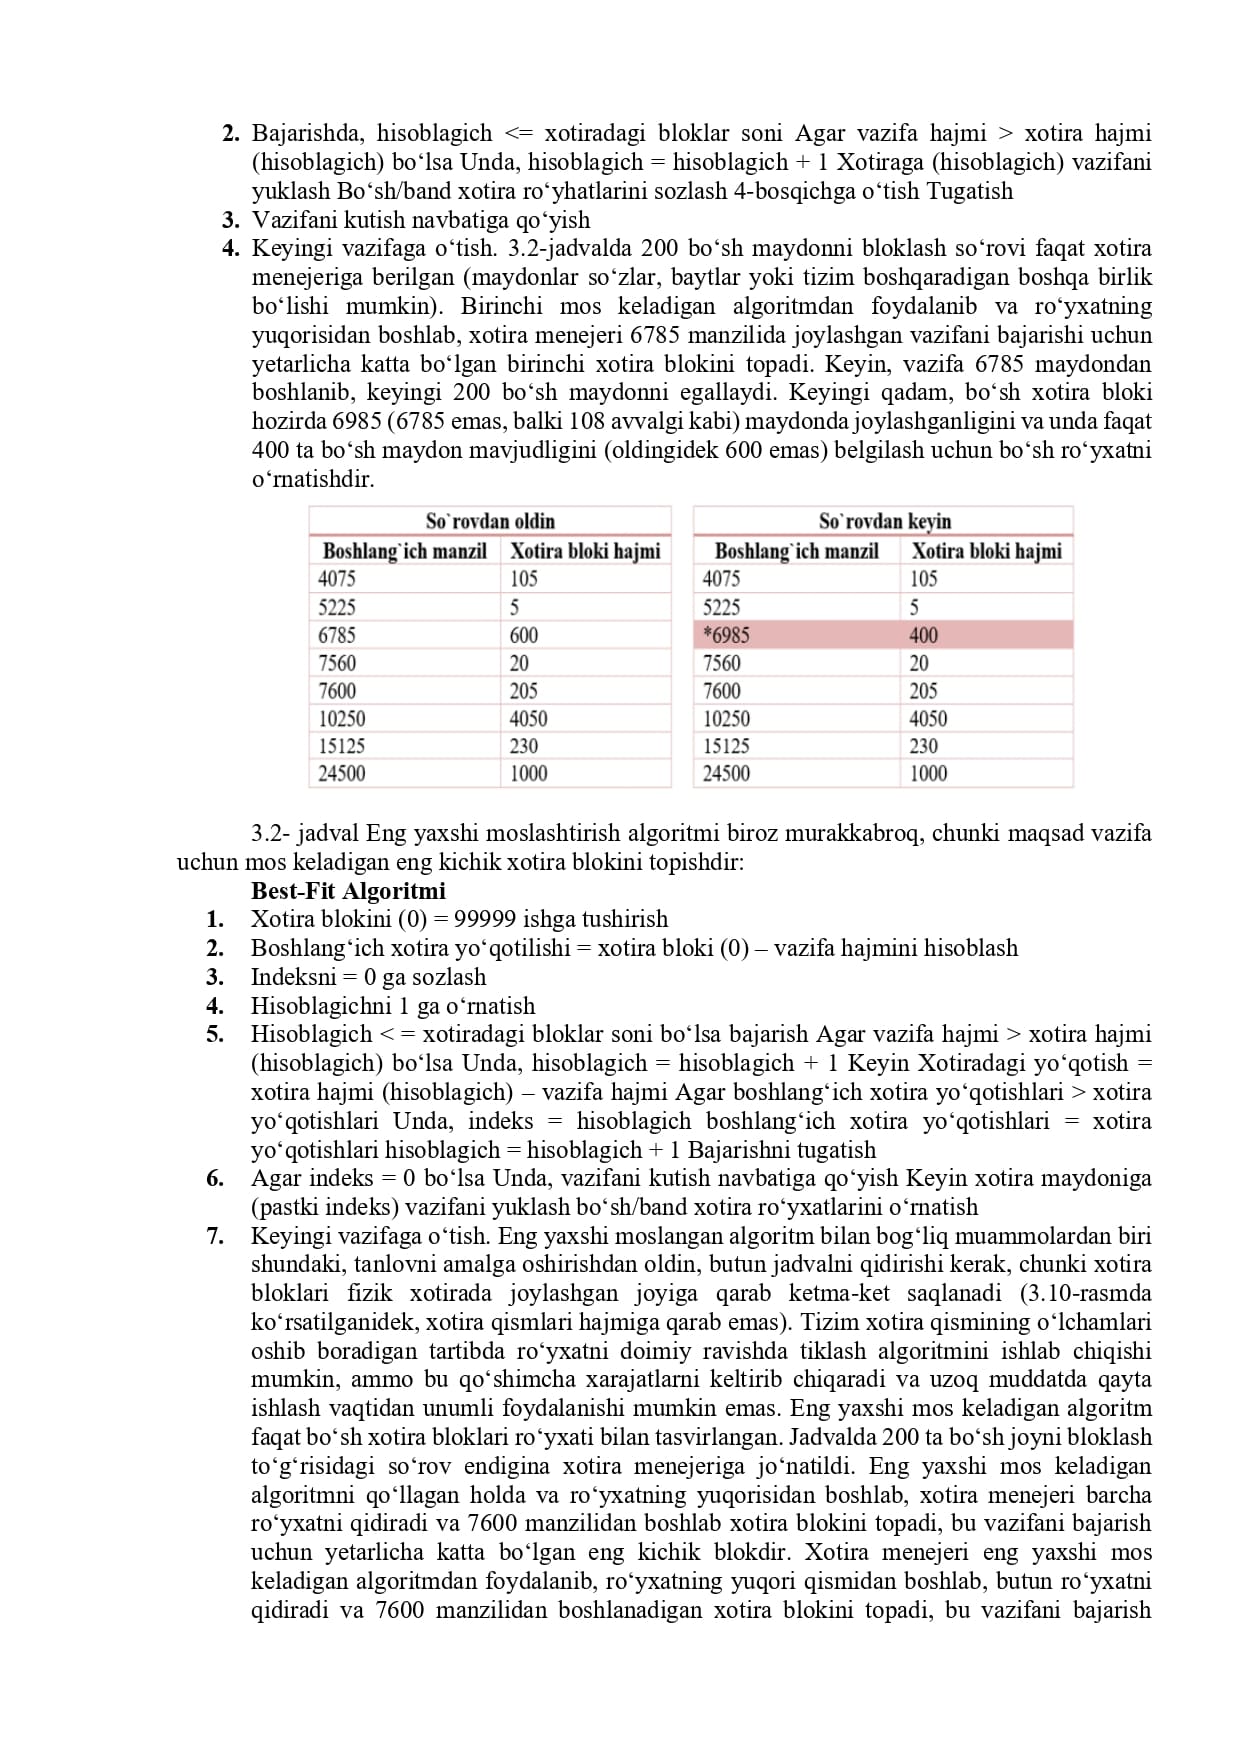 2. Bajarishda, hisoblagich <= xotiradagi bloklar soni Agar vazifa hajmi > xotira hajmi
(hisoblagich) bo‘lsa Unda, hisoblagich = hisoblagich + 1 Xotiraga (hisoblagich) vazifani
yuklash Bo‘sh/band xotira ro‘yhatlarini sozlash 4-bosqichga o‘tish Tugatish
3. Vazifani kutish navbatiga qo‘yish
4. Keyingi vazifaga o‘tish. 3.2-jadvalda 200 bo‘sh maydonni bloklash so‘rovi faqat xotira
menejeriga berilgan (maydonlar so‘zlar, baytlar yoki tizim boshqaradigan boshqa birlik
bo‘lishi mumkin). Birinchi mos keladigan algoritmdan foydalanib va ro‘yxatning
yuqorisidan boshlab, xotira menejeri 6785 manzilida joylashgan vazifani bajarishi uchun
yetarlicha katta bo‘lgan birinchi xotira blokini topadi. Keyin, vazifa 6785 maydondan
boshlanib, keyingi 200 bo‘sh maydonni egallaydi. Keyingi qadam, bo‘sh xotira bloki
hozirda 6985 (6785 emas, balki 108 avvalgi kabi) maydonda joylashganligini va unda faqat
400 ta bo‘sh maydon mavjudligini (oldingidek 600 emas) belgilash uchun bo‘sh ro‘yxatni
o‘rnatishdir.
So`rovdan oldin
Boshlang`ich manzil Xotira bloki hajmi
4075 105
5225 5
6785 600
7560 20
7600 205
10250 4050
15125 230
24500 1000
So`rovdan keyin
Boshlang`ich manzil Xotira bloki hajmi
4075 105
5225 5
*6985 400
7560 20
7600 205
10250 4050
15125 230
24500 1000
3.2- jadval Eng yaxshi moslashtirish algoritmi biroz murakkabroq, chunki maqsad vazifa
uchun mos keladigan eng kichik xotira blokini topishdir:
Best-Fit Algoritmi
1. Xotira blokini (0) = 99999 ishga tushirish
2. Boshlang‘ich xotira yo‘qotilishi = xotira bloki (0) – vazifa hajmini hisoblash
3. Indeksni = 0 ga sozlash
4. Hisoblagichni 1 ga o‘rnatish
5. Hisoblagich < = xotiradagi bloklar soni bo‘lsa bajarish Agar vazifa hajmi > xotira hajmi
(hisoblagich) bo‘lsa Unda, hisoblagich = hisoblagich + 1 Keyin Xotiradagi yo‘qotish =
xotira hajmi (hisoblagich) – vazifa hajmi Agar boshlang‘ich xotira yo‘qotishlari > xotira
yo‘qotishlari Unda, indeks = hisoblagich boshlang‘ich xotira yo‘qotishlari = xotira
yo‘qotishlari hisoblagich = hisoblagich + 1 Bajarishni tugatish
6. Agar indeks = 0 bo‘lsa Unda, vazifani kutish navbatiga qo‘yish Keyin xotira maydoniga
(pastki indeks) vazifani yuklash bo‘sh/band xotira ro‘yxatlarini o‘rnatish
7. Keyingi vazifaga o‘tish. Eng yaxshi moslangan algoritm bilan bog‘liq muammolardan biri
shundaki, tanlovni amalga oshirishdan oldin, butun jadvalni qidirishi kerak, chunki xotira
bloklari fizik xotirada joylashgan joyiga qarab ketma-ket saqlanadi (3.10-rasmda
ko‘rsatilganidek, xotira qismlari hajmiga qarab emas). Tizim xotira qismining o‘lchamlari
oshib boradigan tartibda ro‘yxatni doimiy ravishda tiklash algoritmini ishlab chiqishi
mumkin, ammo bu qo‘shimcha xarajatlarni keltirib chiqaradi va uzoq muddatda qayta
ishlash vaqtidan unumli foydalanishi mumkin emas. Eng yaxshi mos keladigan algoritm
faqat bo‘sh xotira bloklari ro‘yxati bilan tasvirlangan. Jadvalda 200 ta bo‘sh joyni bloklash
to‘g‘risidagi so‘rov endigina xotira menejeriga jo‘natildi. Eng yaxshi mos keladigan
algoritmni qo‘llagan holda va ro‘yxatning yuqorisidan boshlab, xotira menejeri barcha
ro‘yxatni qidiradi va 7600 manzilidan boshlab xotira blokini topadi, bu vazifani bajarish
uchun yetarlicha katta bo‘lgan eng kichik blokdir. Xotira menejeri eng yaxshi mos
keladigan algoritmdan foydalanib, ro‘yxatning yuqori qismidan boshlab, butun ro‘yxatni
qidiradi va 7600 manzilidan boshlanadigan xotira blokini topadi, bu vazifani bajarish